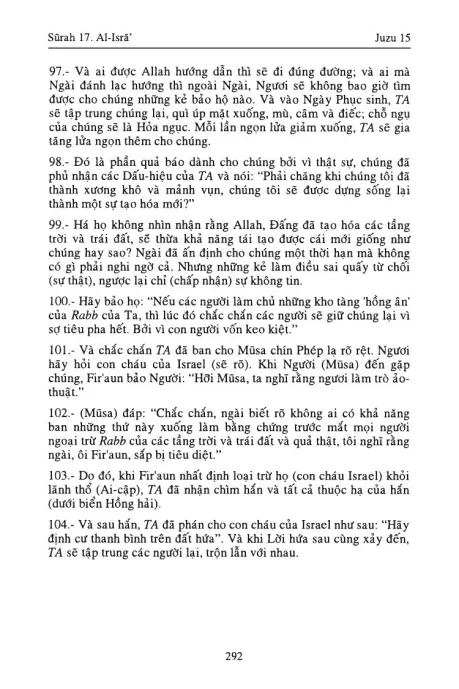 Sūrah 17. Al-Isrā’ Juzu 15
97.- Và ai được Allah hướng dẫn thì sẽ đi đúng đường; và ai mà
Ngài đánh lạc hướng thì ngoài Ngài, Ngươi sẽ không bao giờ tìm
được cho chúng những kẻ bảo hộ nào. Và vào Ngày Phục sinh, TA
sẽ tập trung chúng lại, quì úp mặt xuống, mù, câm và điếc; chỗ ngụ
của chúng sẽ là Hỏa ngục. Mỗi lần ngọn lửa giảm xuống, TA sẽ gia
tăng lửa ngọn thêm cho chúng.
98.- Đó là phần quả báo dành cho chúng bởi vì thật sự, chúng đã
phủ nhận các Dấu-hiệu của TA và nói: “Phải chăng khi chúng tôi đã
thành xương khô và mảnh vụn, chúng tôi sẽ được dựng sống lại
thành một sự tạo hóa mới?”
99.- Há họ không nhìn nhận rằng Allah, Đấng đã tạo hóa các tầng
trời và trái đất, sẽ thừa khả năng tái tạo được cái mới giống như
chúng hay sao? Ngài đã ấn định cho chúng một thời hạn mà không
có gì phải nghi ngờ cả. Nhưng những kẻ làm điều sai quấy từ chối
(sự thật), ngược lại chỉ (chấp nhận) sự không tin.
100.- Hãy bảo họ: “Nếu các người làm chủ những kho tàng 'hồng ân'
của Rabb của Ta, thì lúc đó chắc chắn các người sẽ giữ chúng lại vì
sợ tiêu pha hết. Bởi vì con người vốn keo kiệt.”
101.- Và chắc chắn TA đã ban cho Mūsa chín Phép lạ rõ rệt. Ngươi
hãy hỏi con cháu của Israel (sẽ rõ). Khi Người (Mūsa) đến gặp
chúng, Fir'aun bảo Người: “Hỡi Mūsa, ta nghĩ rằng ngươi làm trò ảo-
thuật.”
102.- (Mūsa) đáp: “Chắc chắn, ngài biết rõ không ai có khả năng
ban những thứ này xuống làm bằng chứng trước mắt mọi người
ngoại trừ Rabb của các tầng trời và trái đất và quả thật, tôi nghĩ rằng
ngài, ôi Fir'aun, sắp bị tiêu diệt.”
103.- Do đó, khi Fir'aun nhất định loại trừ họ (con cháu Israel) khỏi
lãnh thổ (Ai-cập), TA đã nhận chìm hắn và tất cả thuộc hạ của hắn
(dưới biển Hồng hải).
104.- Và sau hắn, TA đã phán cho con cháu của Israel như sau: “Hãy
định cư thanh bình trên đất hứa”. Và khi Lời hứa sau cùng xảy đến,
TA sẽ tập trung các người lại, trộn lẫn với nhau.
292